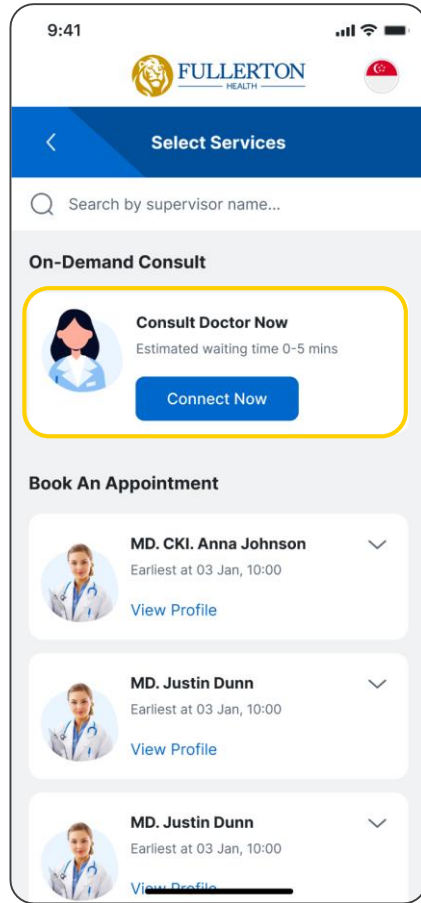 9:41
FULLERTON
HEALTH
Select Services
Search by supervisor name...
On-Demand Consult
Consult Doctor Now
Estimated waiting time 0-5 mins
Connect Now
Book An Appointment
MD. CKI. Anna Johnson
Earliest at 03 Jan, 10:00
View Profile
MD. Justin Dunn
Earliest at 03 Jan, 10:00
View Profile
MD. Justin Dunn
Earliest at 03 Jan, 10:00
View Profile